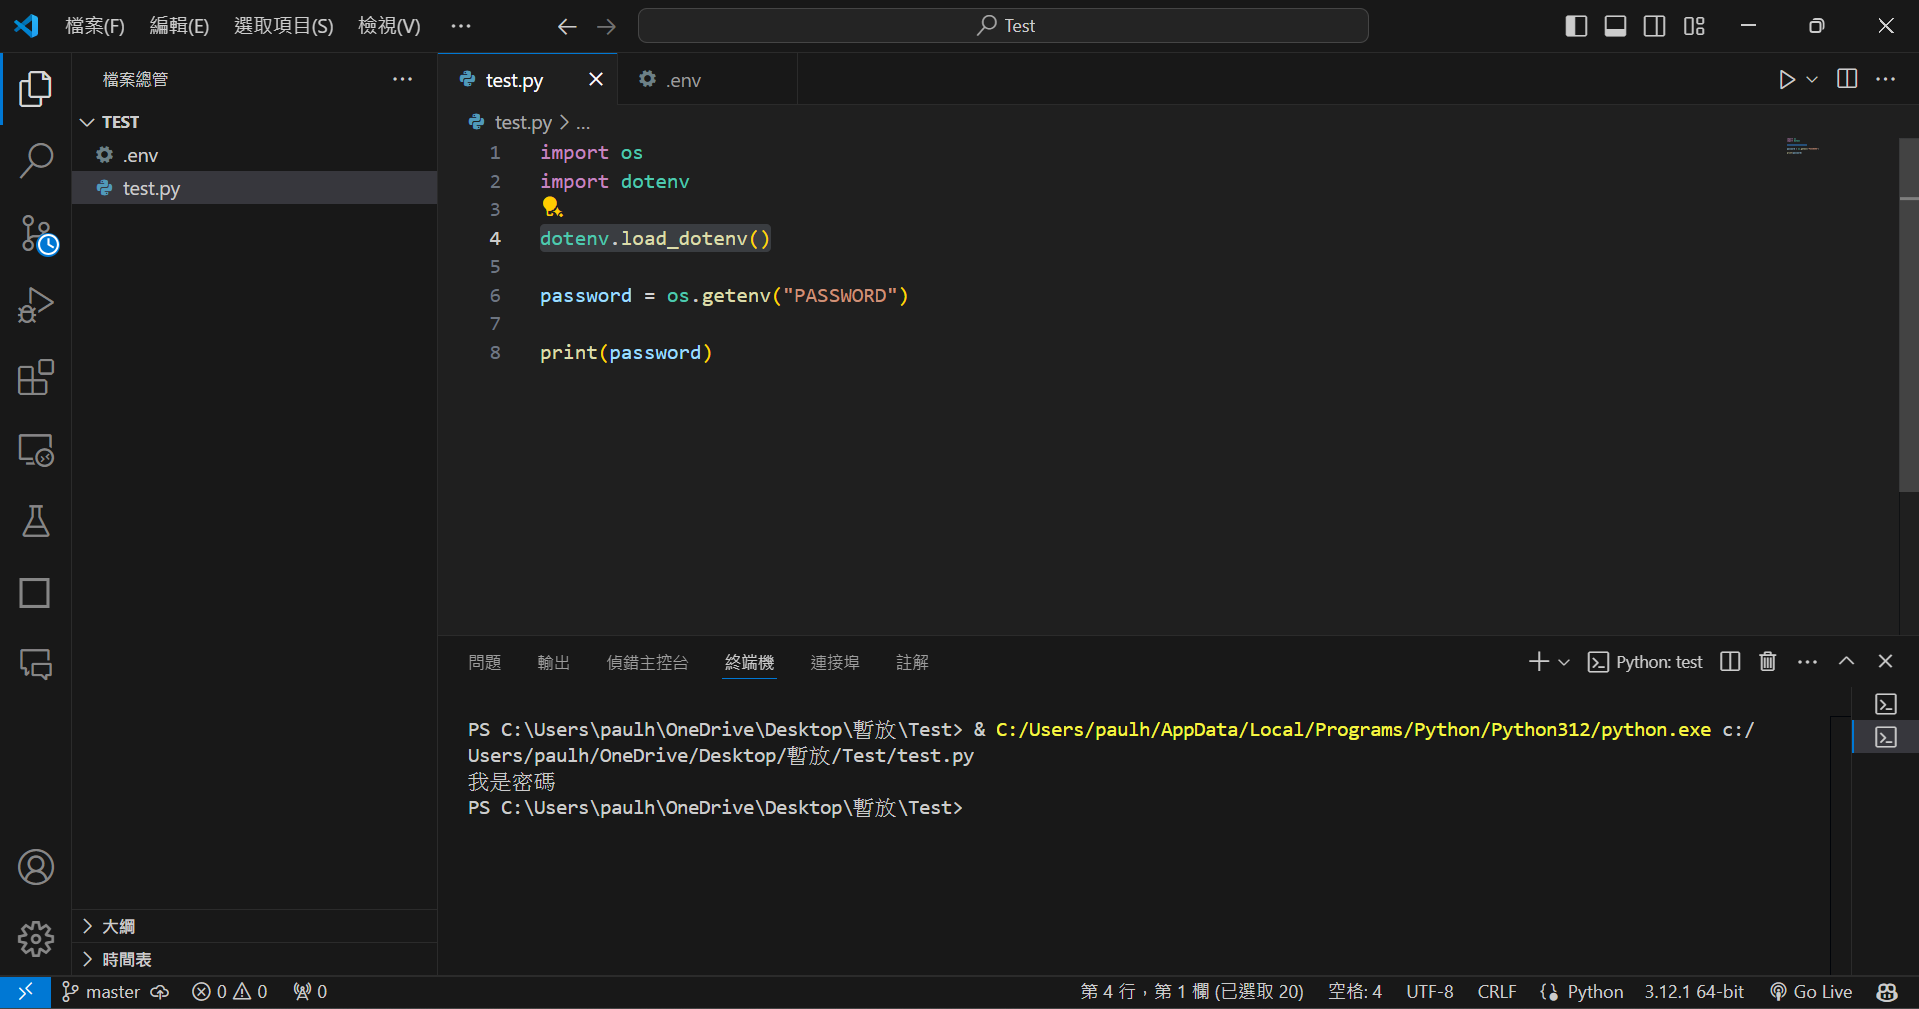 檔案(F) 編輯(E) 選取項目(S) 檢視(V) ··· Test
檔案總管 ···
TEST
.env
test.py
大綱
時間表
test.py .env
test.py > ...
1 import os
2 import dotenv
3
4 dotenv.load_dotenv()
5
6 password = os.getenv("PASSWORD")
7
8 print(password)
問題 輸出 偵錯主控台 終端機 連接埠 註解 Python: test
PS C:\Users\paulh\OneDrive\Desktop\暫放\Test> & C:/Users/paulh/AppData/Local/Programs/Python/Python312/python.exe c:/
Users/paulh/OneDrive/Desktop/暫放/Test/test.py
我是密碼
PS C:\Users\paulh\OneDrive\Desktop\暫放\Test>
master 0 0 0 第 4 行，第 1 欄 (已選取 20) 空格: 4 UTF-8 CRLF Python 3.12.1 64-bit Go Live